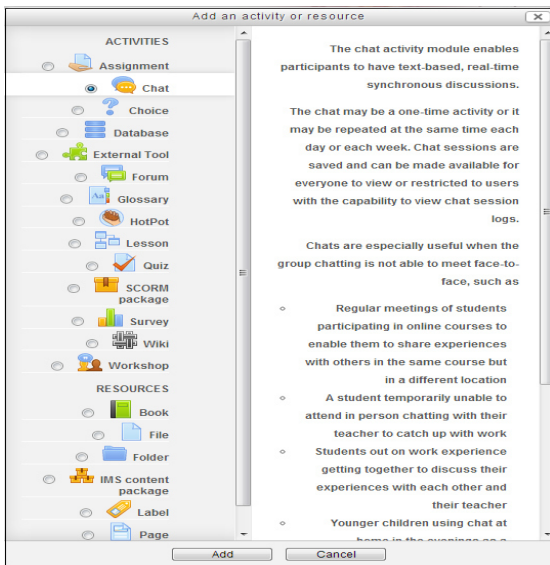 Add an activity or resource
ACTIVITIES
Assignment
Chat
Choice
Database
External Tool
Forum
Glossary
HotPot
Lesson
Quiz
SCORM
package
Survey
Wiki
Workshop
RESOURCES
Book
File
Folder
IMS content
package
Label
Page
The chat activity module enables
participants to have text-based, real-time
synchronous discussions.
The chat may be a one-time activity or it
may be repeated at the same time each
day or each week. Chat sessions are
saved and can be made available for
everyone to view or restricted to users
with the capability to view chat session
logs.
Chats are especially useful when the
group chatting is not able to meet face-to-
face, such as
Regular meetings of students
participating in online courses to
enable them to share experiences
with others in the same course but
in a different location
A student temporarily unable to
attend in person chatting with their
teacher to catch up with work
Students out on work experience
getting together to discuss their
experiences with each other and
their teacher
Younger children using chat at
home in the evenings as a
Add
Cancel